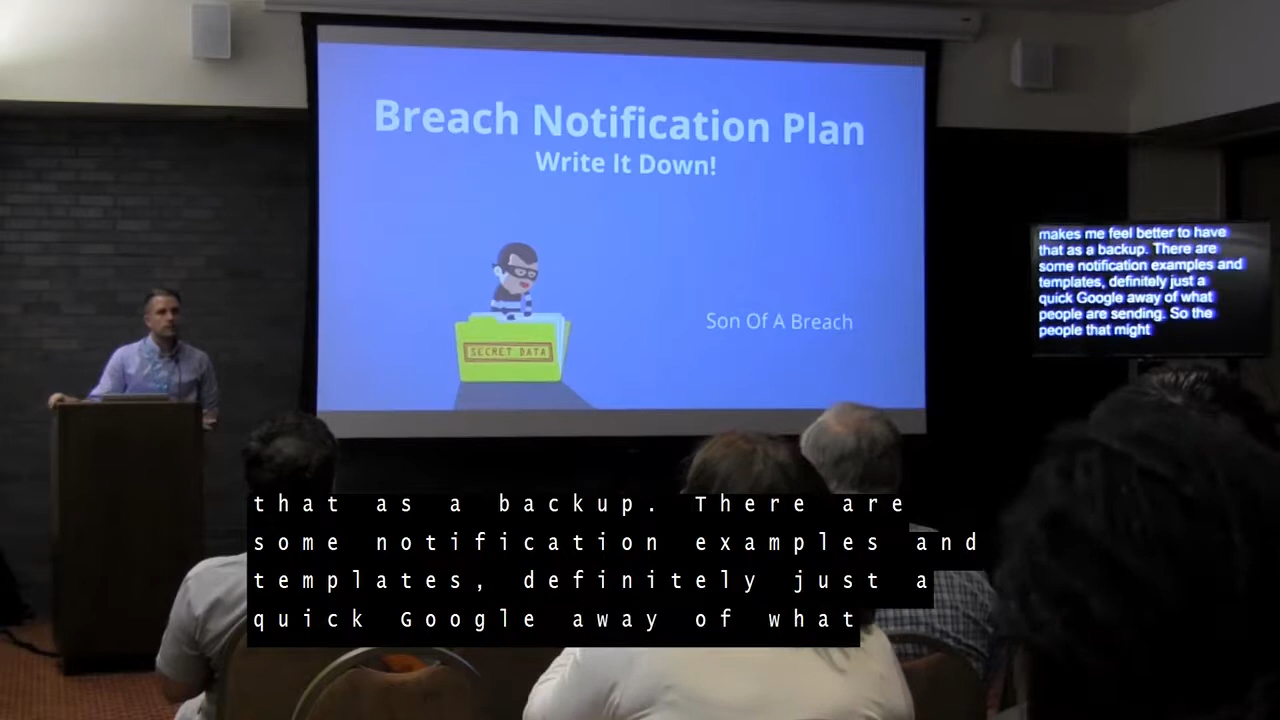 Breach Notification Plan
Write It Down!
SECRET DATA
Son Of A Breach
makes me feel better to have
that as a backup. There are
some notification examples and
templates, definitely just a
quick Google away of what
people are sending. So the
people that might
that as a backup. There are
some notification examples and
templates, definitely just a
quick Google away of what